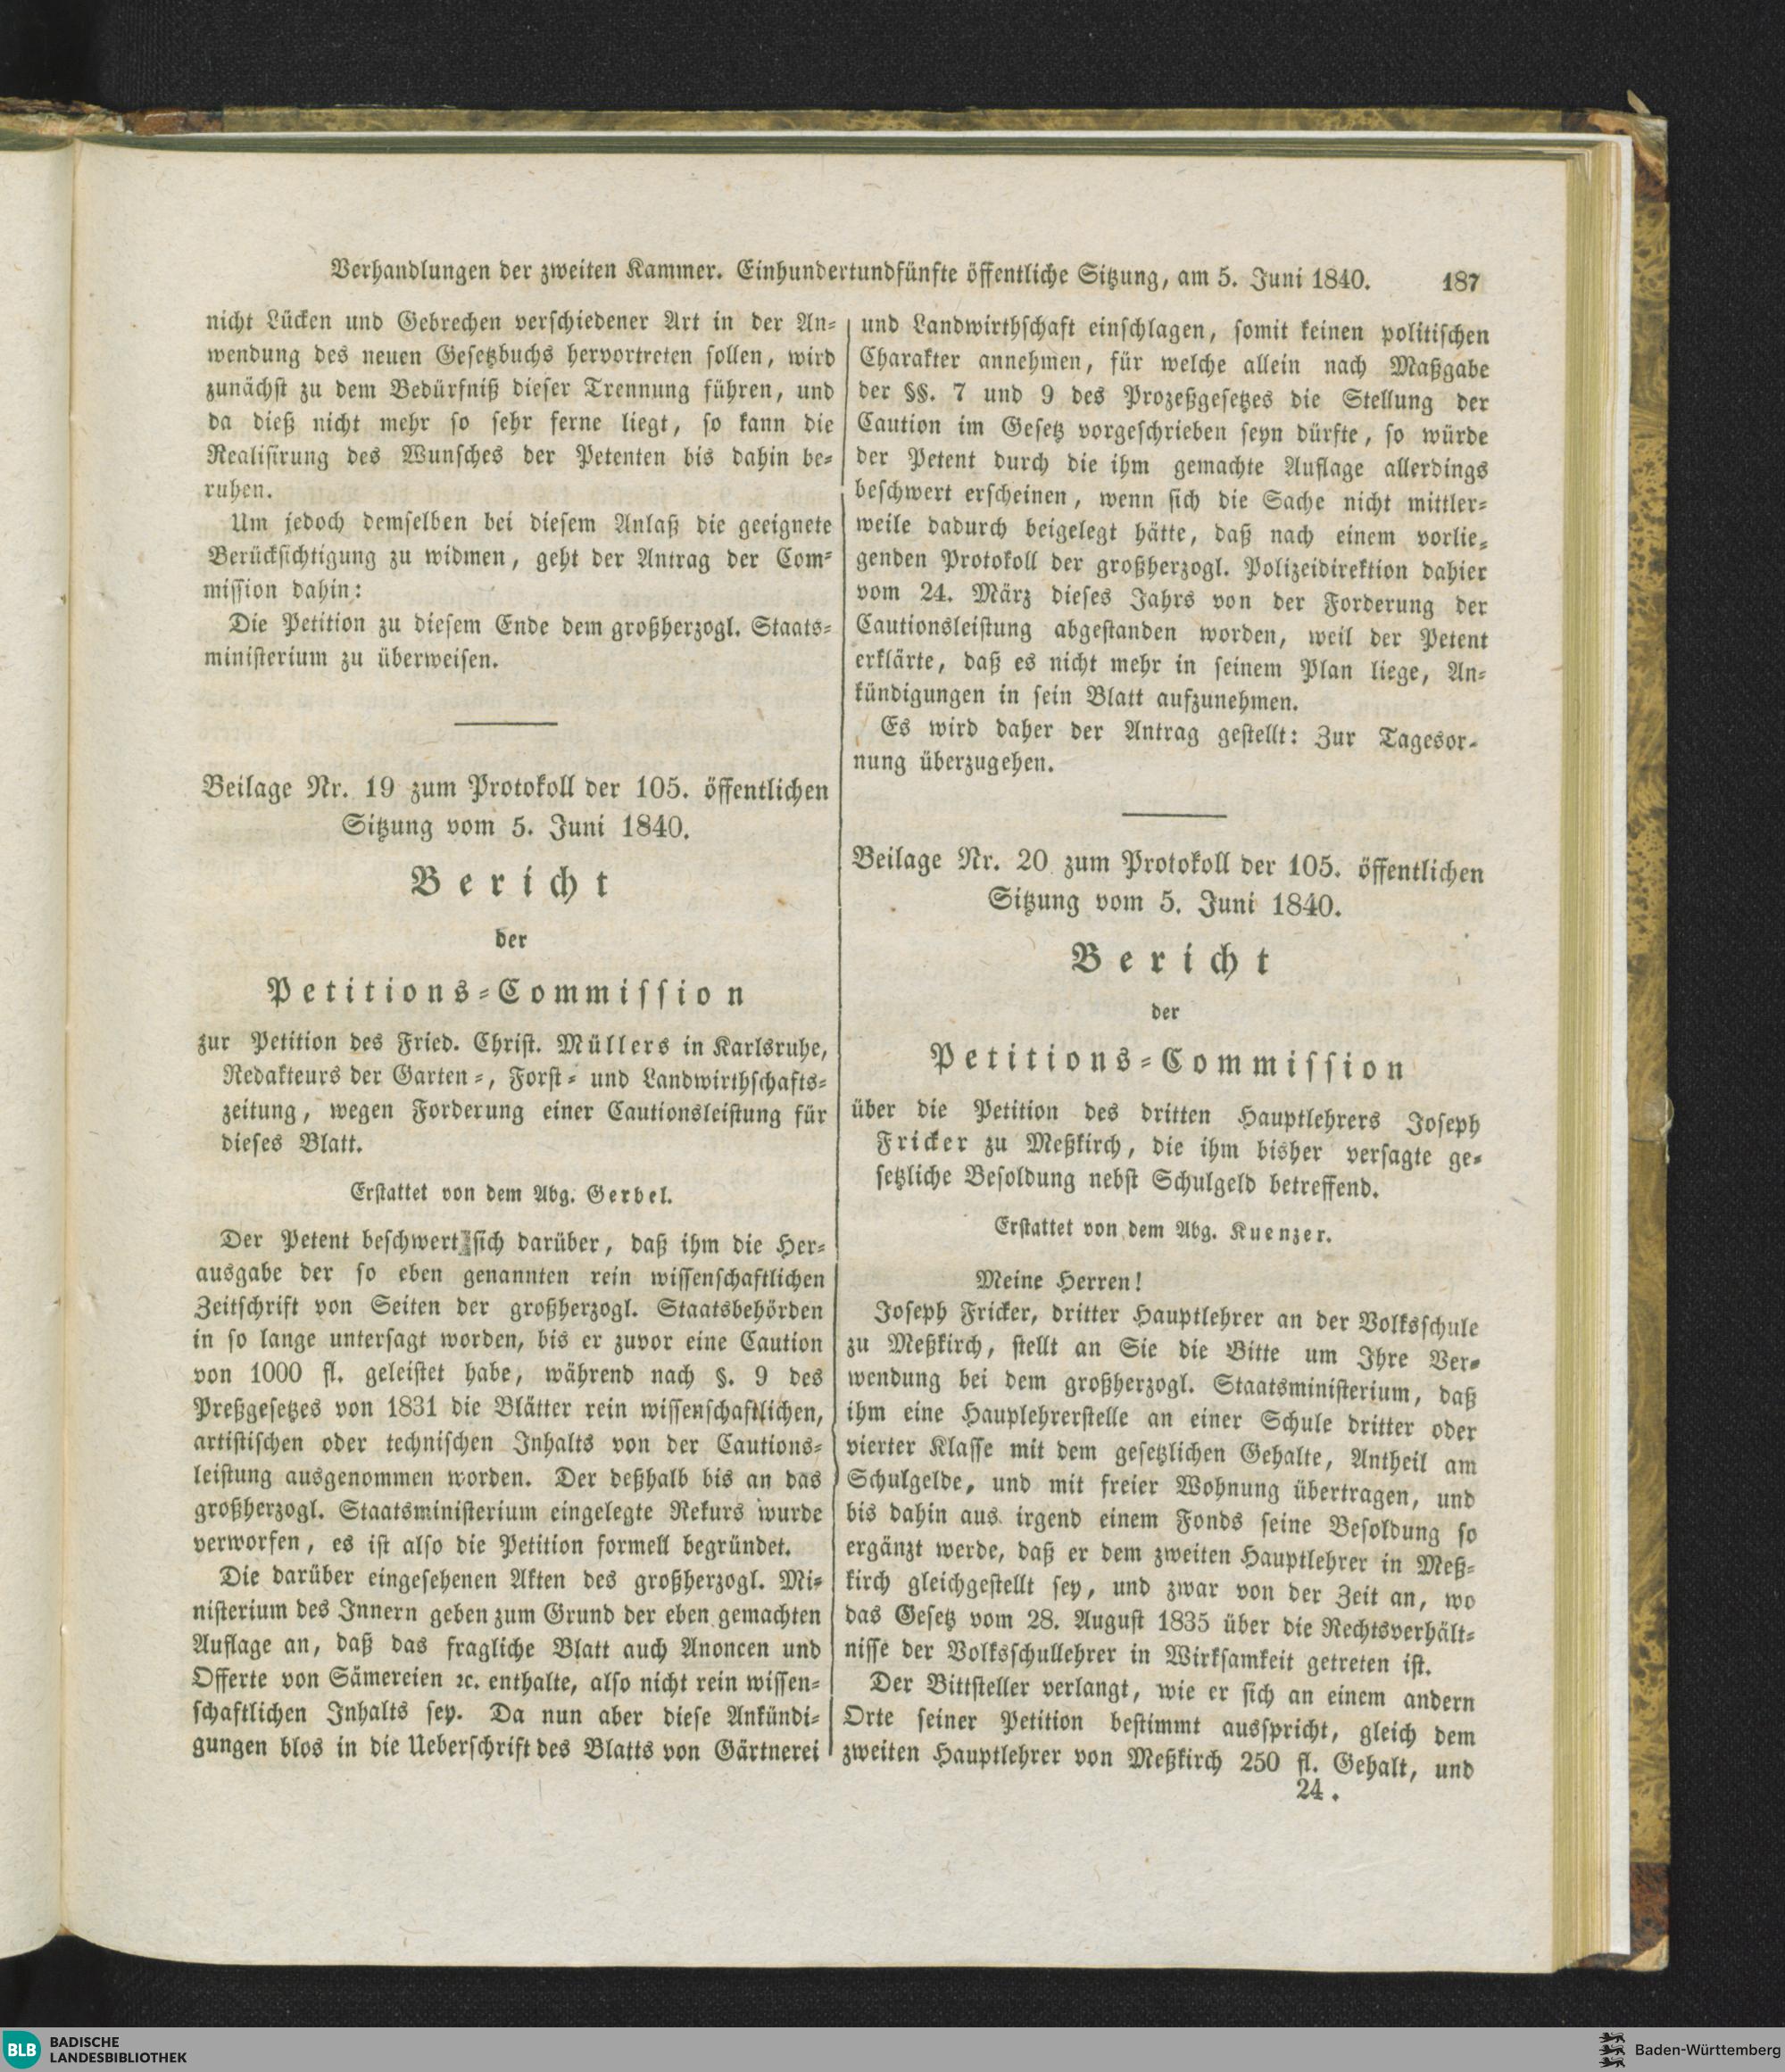 Verhandlungen der zweiten Kammer. Einhundertundfünfte öffentliche Sitzung, am 5. Juni 1840. 187
nicht Lücken und Gebrechen verschiedener Art in der An-
wendung des neuen Gesetzbuchs hervortreten sollen, wird
zunächst zu dem Bedürfniß dieser Trennung führen, und
da dieß nicht mehr so sehr ferne liegt, so kann die
Realisirung des Wunsches der Petenten bis dahin be-
ruhen.
Um jedoch demselben bei diesem Anlaß die geeignete
Berücksichtigung zu widmen, geht der Antrag der Com-
mission dahin:
Die Petition zu diesem Ende dem großherzogl. Staats-
ministerium zu überweisen.
Beilage Nr. 19 zum Protokoll der 105. öffentlichen
Sitzung vom 5. Juni 1840.
Bericht
der
Petitions-Commission
zur Petition des Fried. Christ. Müllers in Karlsruhe,
Redakteurs der Garten-, Forst- und Landwirthschafts-
zeitung, wegen Forderung einer Cautionsleistung für
dieses Blatt.
Erstattet von dem Abg. Gerbel.
Der Petent beschwert sich darüber, daß ihm die Her-
ausgabe der so eben genannten rein wissenschaftlichen
Zeitschrift von Seiten der großherzogl. Staatsbehörden
in so lange untersagt worden, bis er zuvor eine Caution
von 1000 fl. geleistet habe, während nach §. 9 des
Preßgesetzes von 1831 die Blätter rein wissenschaftlichen,
artistischen oder technischen Inhalts von der Cautions-
leistung ausgenommen worden. Der deßhalb bis an das
großherzogl. Staatsministerium eingelegte Rekurs wurde
verworfen, es ist also die Petition formell begründet.
Die darüber eingesehenen Akten des großherzogl. Mi-
nisterium des Innern geben zum Grund der eben gemachten
Auflage an, daß das fragliche Blatt auch Anoncen und
Offerte von Sämereien ꝛc. enthalte, also nicht rein wissen-
schaftlichen Inhalts sey. Da nun aber diese Ankündi-
gungen blos in die Ueberschrift des Blatts von Gärtnerei
und Landwirthschaft einschlagen, somit keinen politischen
Charakter annehmen, für welche allein nach Maßgabe
der §§. 7 und 9 des Prozeßgesetzes die Stellung der
Caution im Gesetz vorgeschrieben seyn dürfte, so würde
der Petent durch die ihm gemachte Auflage allerdings
beschwert erscheinen, wenn sich die Sache nicht mittler-
weile dadurch beigelegt hätte, daß nach einem vorlie-
genden Protokoll der großherzogl. Polizeidirektion dahier
vom 24. März dieses Jahrs von der Forderung der
Cautionsleistung abgestanden worden, weil der Petent
erklärte, daß es nicht mehr in seinem Plan liege, An-
kündigungen in sein Blatt aufzunehmen.
Es wird daher der Antrag gestellt: Zur Tagesor-
nung überzugehen.
Beilage Nr. 20 zum Protokoll der 105. öffentlichen
Sitzung vom 5. Juni 1840.
Bericht
der
Petitions-Commission
über die Petition des dritten Hauptlehrers Joseph
Fricker zu Meßkirch, die ihm bisher versagte ge-
setzliche Besoldung nebst Schulgeld betreffend.
Erstattet von dem Abg. Kuenzer.
Meine Herren!
Joseph Fricker, dritter Hauptlehrer an der Volksschule
zu Meßkirch, stellt an Sie die Bitte um Ihre Ver-
wendung bei dem großherzogl. Staatsministerium, daß
ihm eine Hauplehrerstelle an einer Schule dritter oder
vierter Klasse mit dem gesetzlichen Gehalte, Antheil am
Schulgelde, und mit freier Wohnung übertragen, und
bis dahin aus irgend einem Fonds seine Besoldung so
ergänzt werde, daß er dem zweiten Hauptlehrer in Meß-
kirch gleichgestellt sey, und zwar von der Zeit an, wo
das Gesetz vom 28. August 1835 über die Rechtsverhält-
nisse der Volksschullehrer in Wirksamkeit getreten ist.
Der Bittsteller verlangt, wie er sich an einem andern
Orte seiner Petition bestimmt ausspricht, gleich dem
zweiten Hauptlehrer von Meßkirch 250 fl. Gehalt, und
24.
BLB BADISCHE
LANDESBIBLIOTHEK
Baden-Württemberg